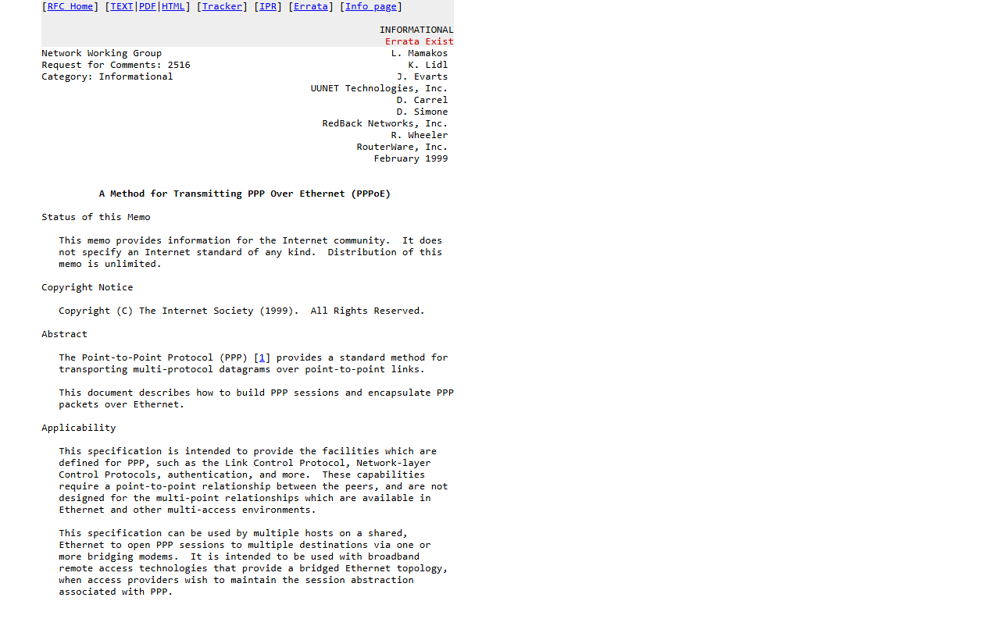 [RFC Home] [TEXT|PDF|HTML] [Tracker] [IPR] [Errata] [Info page]
INFORMATIONAL
Errata Exist
Network Working Group L. Mamakos
Request for Comments: 2516 K. Lidl
Category: Informational J. Evarts
UUNET Technologies, Inc.
D. Carrel
D. Simone
RedBack Networks, Inc.
R. Wheeler
RouterWare, Inc.
February 1999
A Method for Transmitting PPP Over Ethernet (PPPoE)
Status of this Memo
This memo provides information for the Internet community.  It does
not specify an Internet standard of any kind.  Distribution of this
memo is unlimited.
Copyright Notice
Copyright (C) The Internet Society (1999).  All Rights Reserved.
Abstract
The Point-to-Point Protocol (PPP) [1] provides a standard method for
transporting multi-protocol datagrams over point-to-point links.
This document describes how to build PPP sessions and encapsulate PPP
packets over Ethernet.
Applicability
This specification is intended to provide the facilities which are
defined for PPP, such as the Link Control Protocol, Network-layer
Control Protocols, authentication, and more.  These capabilities
require a point-to-point relationship between the peers, and are not
designed for the multi-point relationships which are available in
Ethernet and other multi-access environments.
This specification can be used by multiple hosts on a shared,
Ethernet to open PPP sessions to multiple destinations via one or
more bridging modems.  It is intended to be used with broadband
remote access technologies that provide a bridged Ethernet topology,
when access providers wish to maintain the session abstraction
associated with PPP.